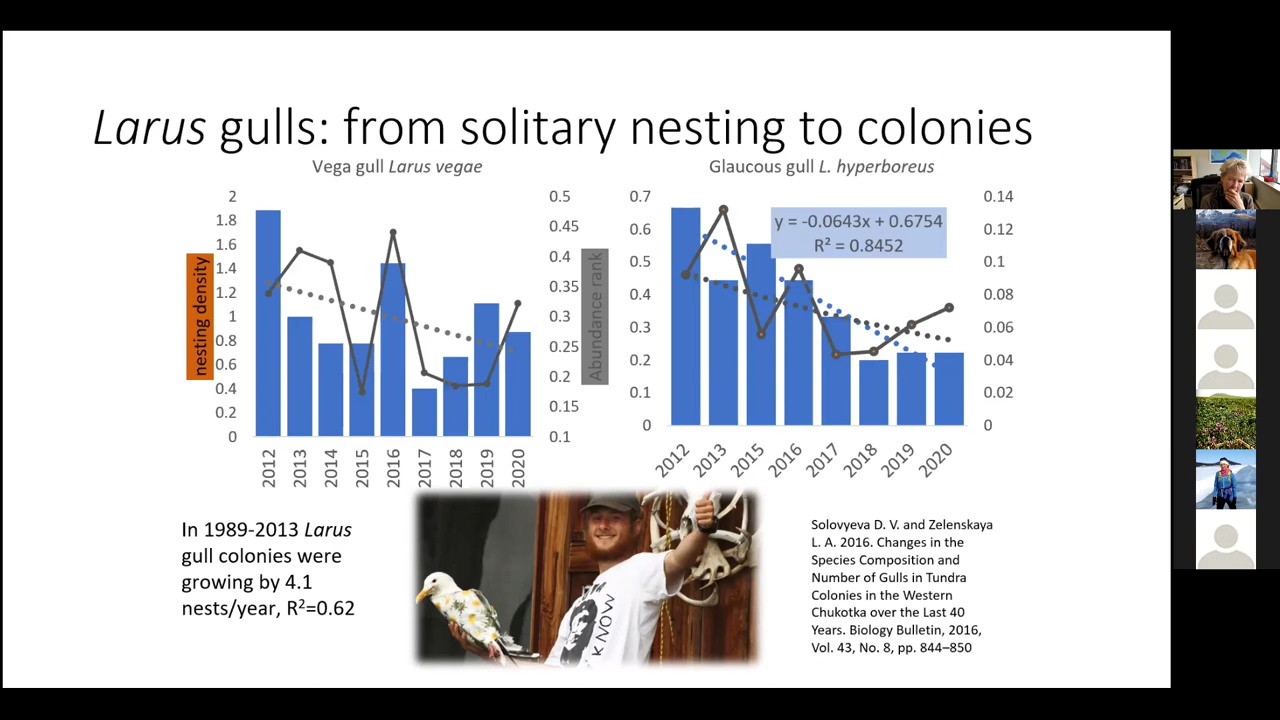 Larus gulls: from solitary nesting to colonies
Vega gull Larus vegae
nesting density
2
1.8
1.6
1.4
1.2
1
0.8
0.6
0.4
0.2
0
0.5
0.45
0.4
0.35
0.3
0.25
0.2
0.15
0.1
Abundance rank
2012
2013
2014
2015
2016
2017
2018
2019
2020
Glaucous gull L. hyperboreus
0.7
0.6
0.5
0.4
0.3
0.2
0.1
0
y = -0.0643x + 0.6754
R² = 0.8452
0.14
0.12
0.1
0.08
0.06
0.04
0.02
0
2012
2013
2015
2016
2017
2018
2019
2020
In 1989-2013 Larus
gull colonies were
growing by 4.1
nests/year, R²=0.62
KNOW
Solovyeva D. V. and Zelenskaya
L. A. 2016. Changes in the
Species Composition and
Number of Gulls in Tundra
Colonies in the Western
Chukotka over the Last 40
Years. Biology Bulletin, 2016,
Vol. 43, No. 8, pp. 844–850